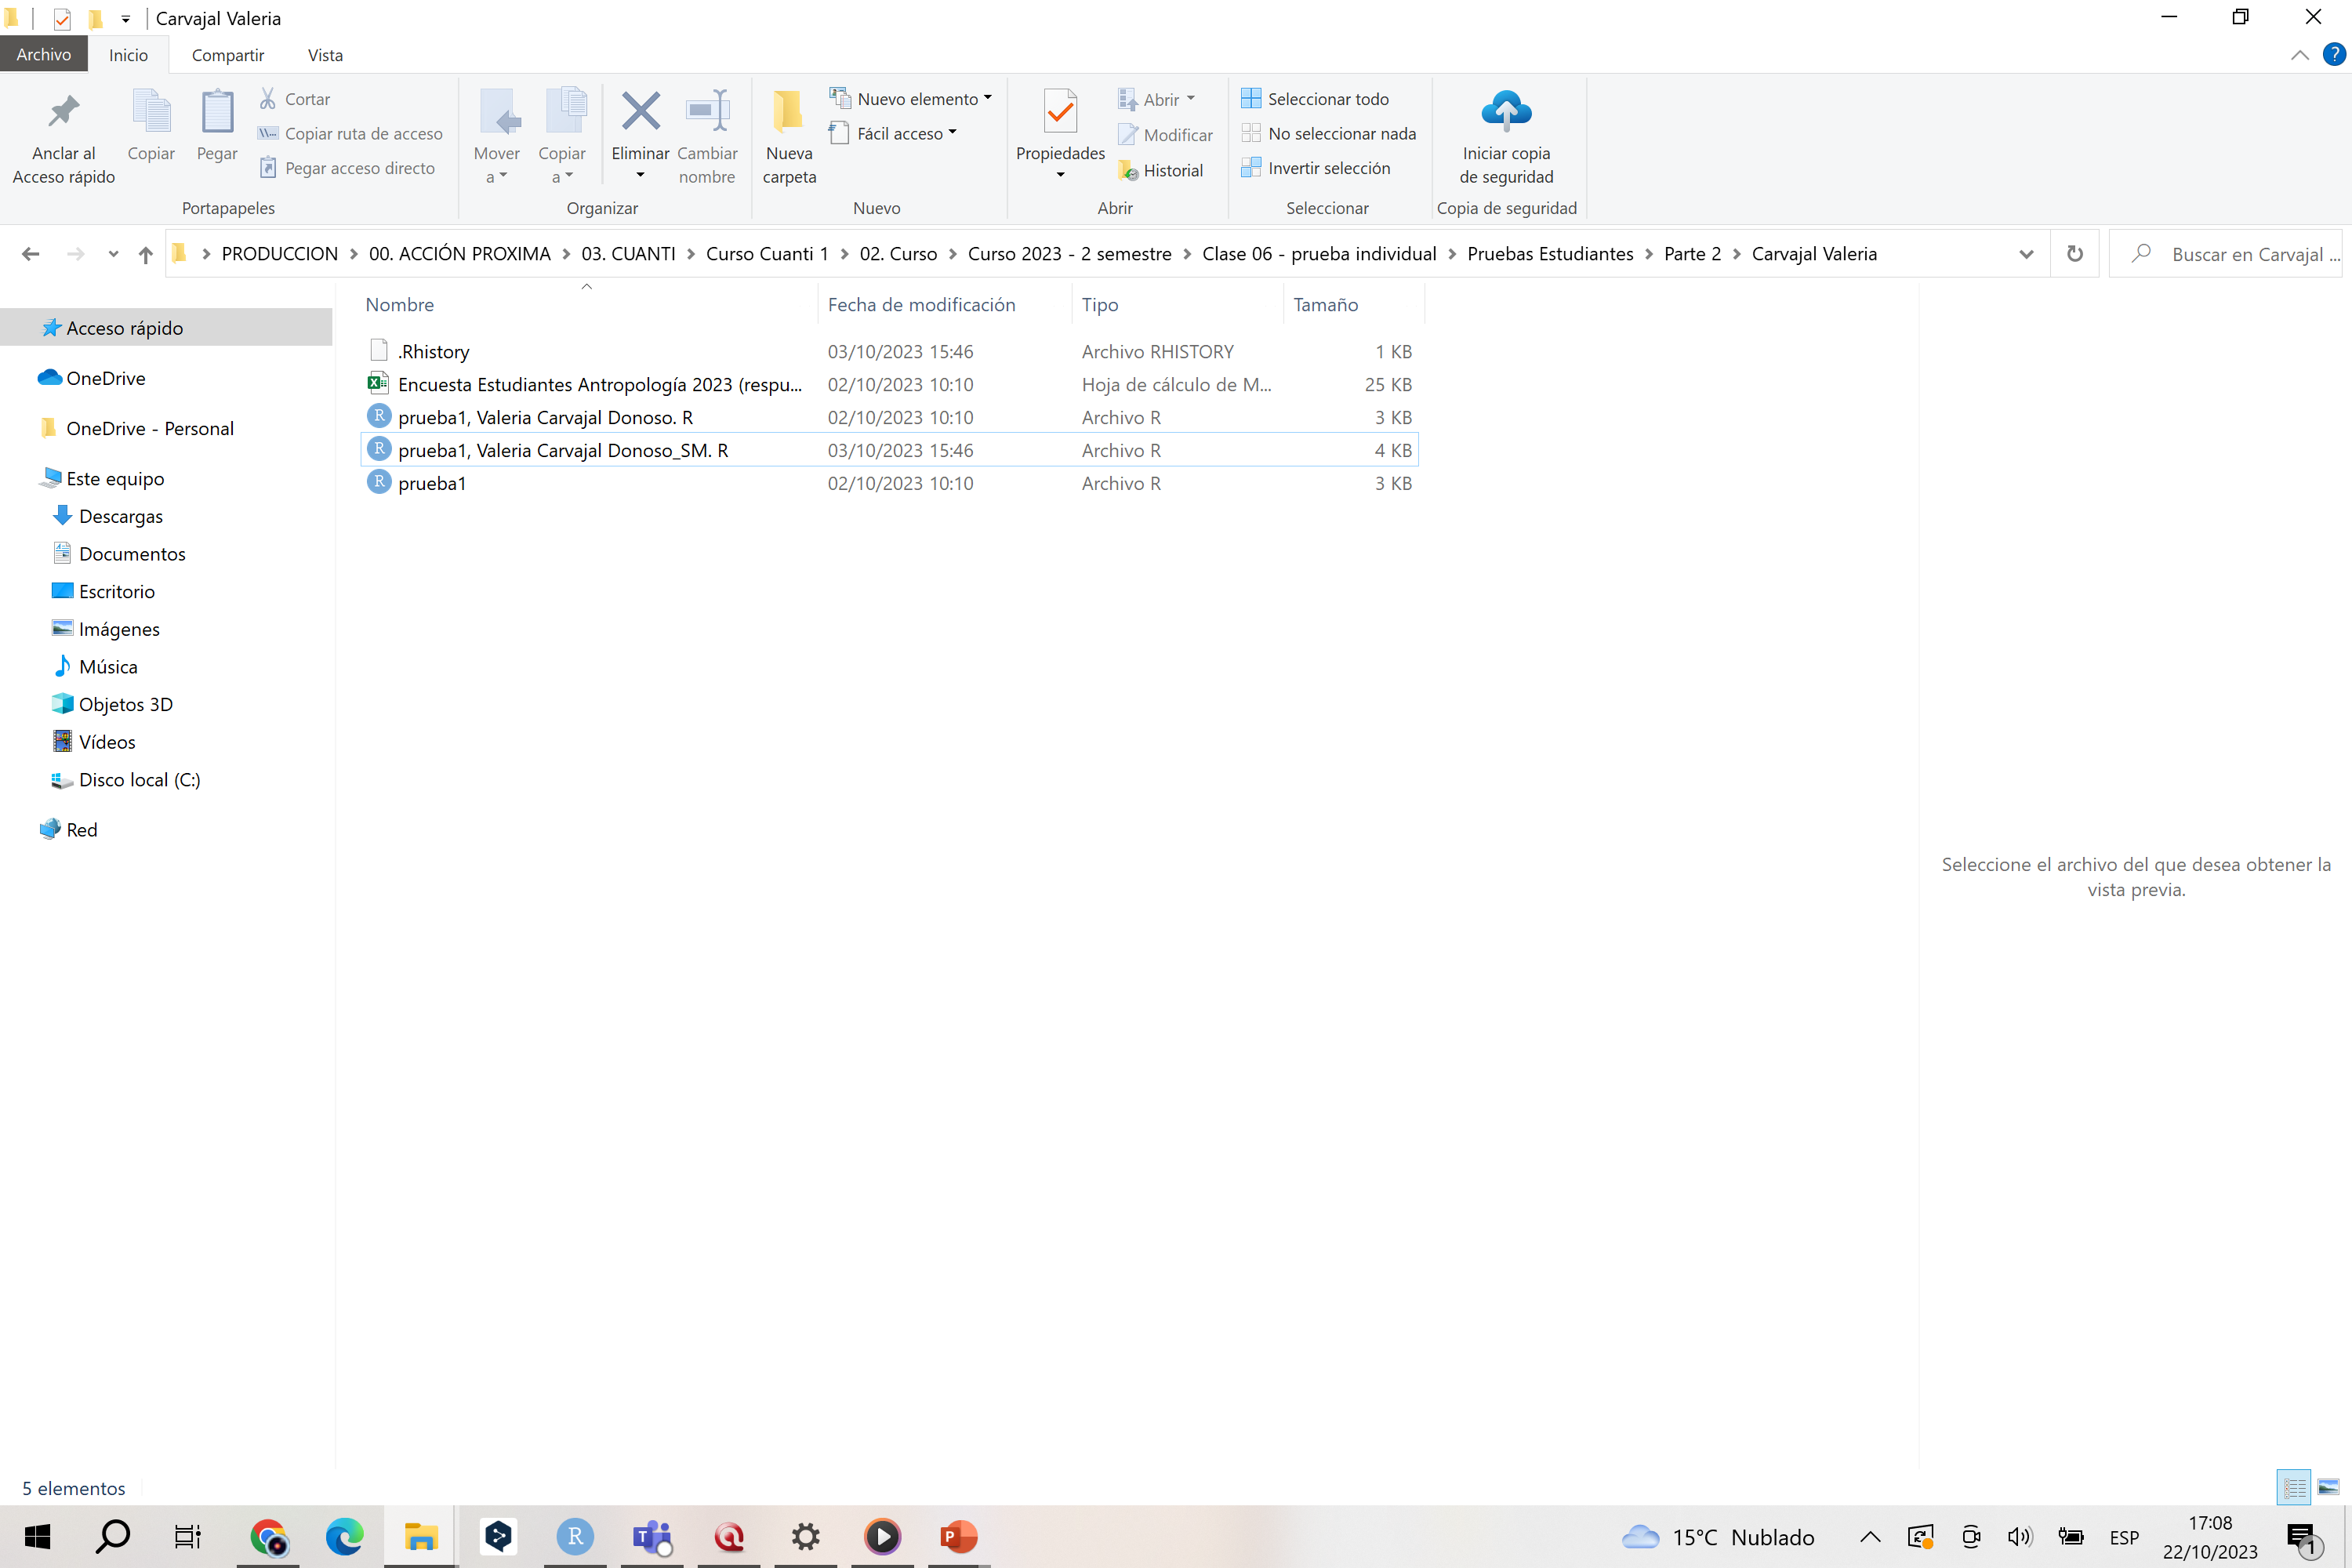 Carvajal Valeria
Archivo Inicio Compartir Vista
Anclar al Acceso rápido
Copiar
Pegar
Cortar
Copiar ruta de acceso
Pegar acceso directo
Portapapeles
Mover a
Copiar a
Eliminar
Cambiar nombre
Organizar
Nueva carpeta
Nuevo elemento
Fácil acceso
Nuevo
Propiedades
Abrir
Modificar
Historial
Abrir
Seleccionar todo
No seleccionar nada
Invertir selección
Seleccionar
Iniciar copia de seguridad
Copia de seguridad
PRODUCCION > 00. ACCIÓN PROXIMA > 03. CUANTI > Curso Cuanti 1 > 02. Curso > Curso 2023 - 2 semestre > Clase 06 - prueba individual > Pruebas Estudiantes > Parte 2 > Carvajal Valeria
Buscar en Carvajal ...
Acceso rápido
OneDrive
OneDrive - Personal
Este equipo
Descargas
Documentos
Escritorio
Imágenes
Música
Objetos 3D
Vídeos
Disco local (C:)
Red
Nombre Fecha de modificación Tipo Tamaño
.Rhistory 03/10/2023 15:46 Archivo RHISTORY 1 KB
Encuesta Estudiantes Antropología 2023 (respu... 02/10/2023 10:10 Hoja de cálculo de M... 25 KB
prueba1, Valeria Carvajal Donoso. R 02/10/2023 10:10 Archivo R 3 KB
prueba1, Valeria Carvajal Donoso_SM. R 03/10/2023 15:46 Archivo R 4 KB
prueba1 02/10/2023 10:10 Archivo R 3 KB
Seleccione el archivo del que desea obtener la
vista previa.
5 elementos
15°C Nublado
ESP
17:08
22/10/2023
1